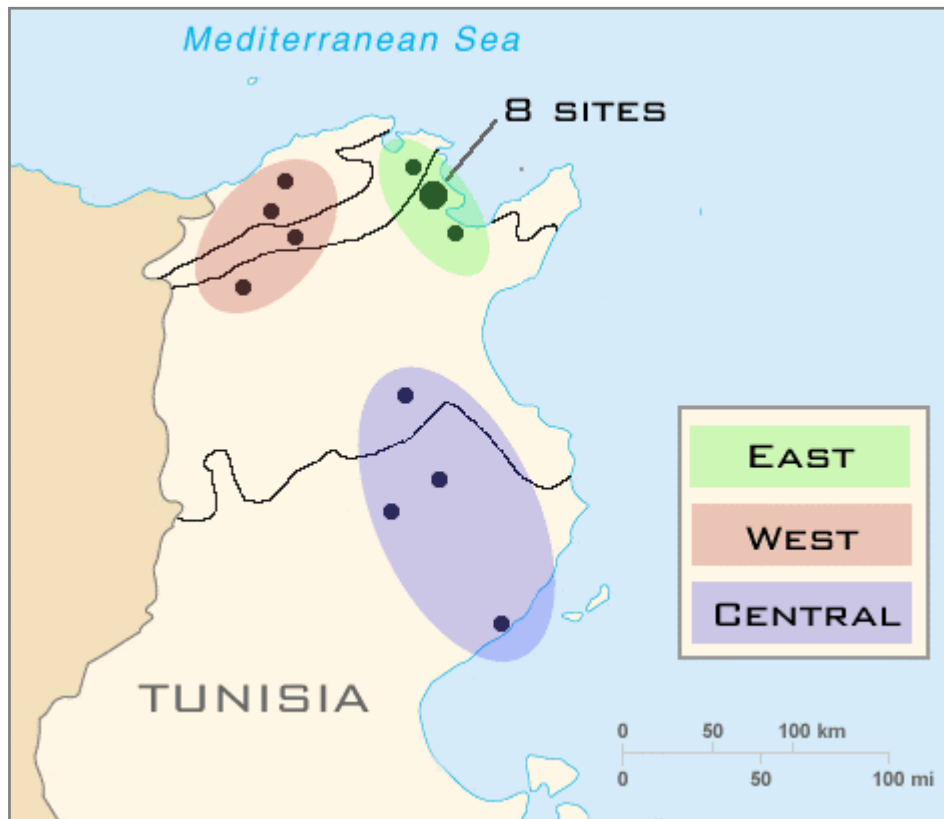 Mediterranean Sea
8 SITES
EAST
WEST
CENTRAL
TUNISIA
0 50 100 km
0 50 100 mi